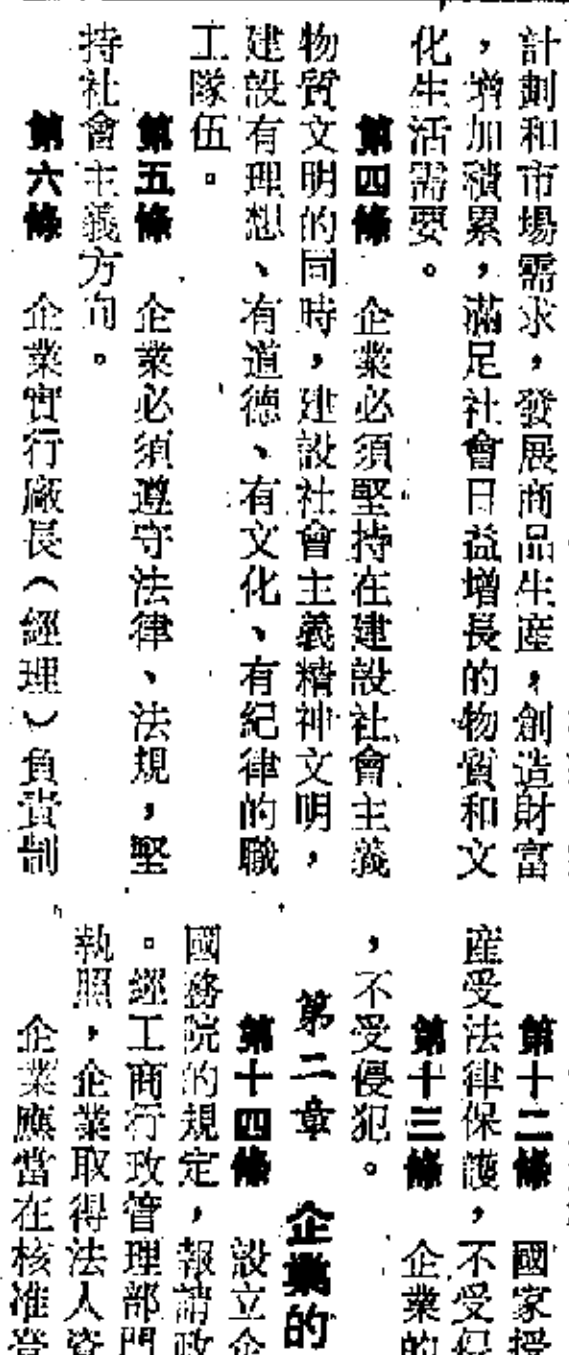 計劃和市場需求，發展商品生産，創造財富
，增加積累，滿足社會日益增長的物質和文
化生活需要。
第四條　企業必須堅持在建設社會主義
物質文明的同時，建設社會主義精神文明，
建設有理想、有道德、有文化、有紀律的職
工隊伍。
第五條　企業必須遵守法律、法規，堅
持社會主義方向。
第六條　企業實行廠長（經理）負責制
第十二條　國家授
産受法律保護，不受侵
第十三條　企業的
，不受侵犯。
第二章　企業的
第十四條　設立企
國務院的規定，報請政
。經工商行政管理部門
執照，企業取得法人資
企業應當在核准登